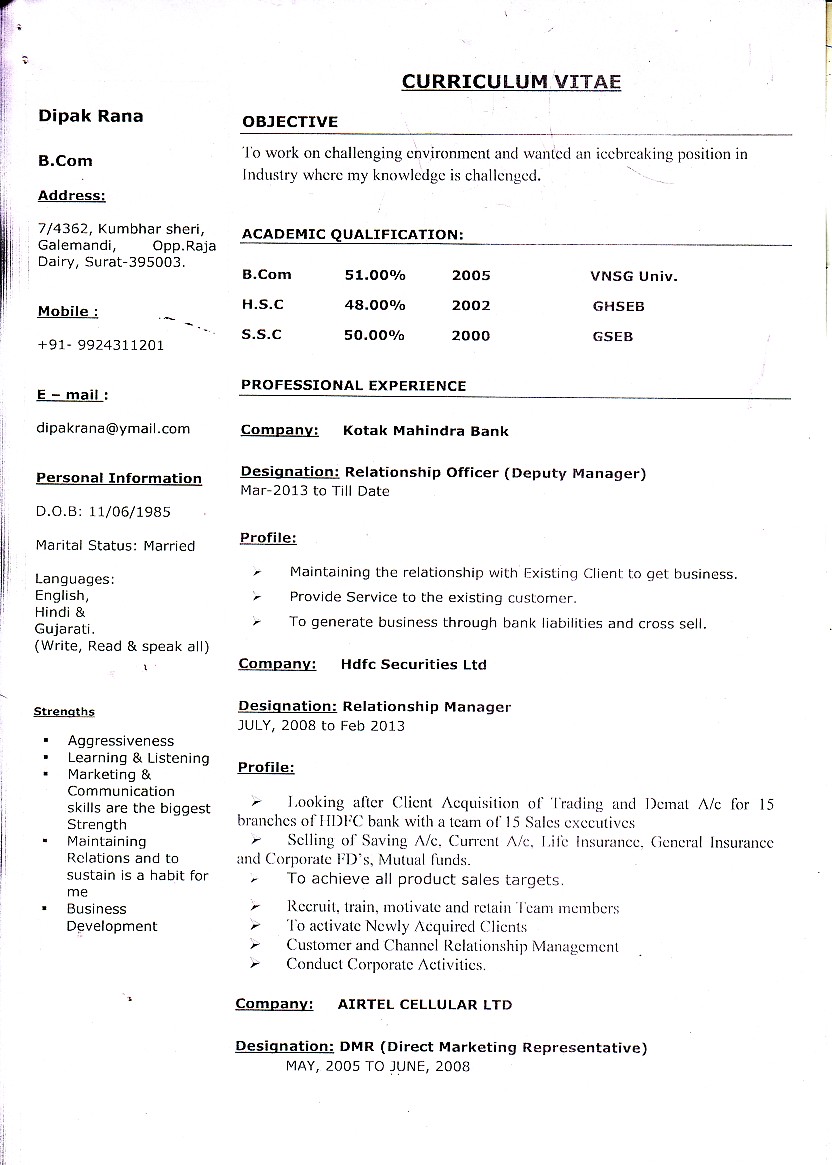 CURRICULUM VITAE
Dipak Rana
B.Com
Address:
7/4362, Kumbhar sheri,
Galemandi, Opp.Raja
Dairy, Surat-395003.
Mobile :
+91- 9924311201
E – mail :
dipakrana@ymail.com
Personal Information
D.O.B: 11/06/1985
Marital Status: Married
Languages:
English,
Hindi &
Gujarati.
(Write, Read & speak all)
Strengths
▪ Aggressiveness
▪ Learning & Listening
▪ Marketing &
Communication
skills are the biggest
Strength
▪ Maintaining
Relations and to
sustain is a habit for
me
▪ Business
Development
OBJECTIVE
To work on challenging environment and wanted an icebreaking position in
Industry where my knowledge is challenged.
ACADEMIC QUALIFICATION:
B.Com 51.00% 2005 VNSG Univ.
H.S.C 48.00% 2002 GHSEB
S.S.C 50.00% 2000 GSEB
PROFESSIONAL EXPERIENCE
Company: Kotak Mahindra Bank
Designation: Relationship Officer (Deputy Manager)
Mar-2013 to Till Date
Profile:
➢ Maintaining the relationship with Existing Client to get business.
➢ Provide Service to the existing customer.
➢ To generate business through bank liabilities and cross sell.
Company: Hdfc Securities Ltd
Designation: Relationship Manager
JULY, 2008 to Feb 2013
Profile:
➢ Looking after Client Acquisition of Trading and Demat A/c for 15
branches of HDFC bank with a team of 15 Sales executives
➢ Selling of Saving A/c, Current A/c, Life Insurance, General Insurance
and Corporate FD's, Mutual funds.
➢ To achieve all product sales targets.
➢ Recruit, train, motivate and retain Team members
➢ To activate Newly Acquired Clients
➢ Customer and Channel Relationship Management
➢ Conduct Corporate Activities.
Company: AIRTEL CELLULAR LTD
Designation: DMR (Direct Marketing Representative)
MAY, 2005 TO JUNE, 2008